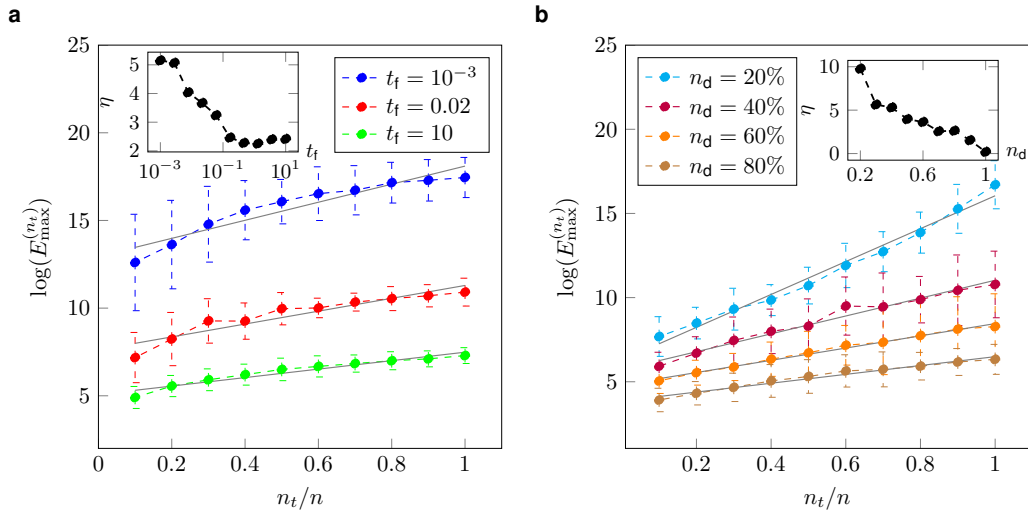 a
b
25
20
15
10
5
0
0.2
0.4
0.6
0.8
1
log(E_max^(n_t))
n_t/n
5
4
3
2
η
10^−3
10^−1
10^1
t_f
t_f = 10^−3
t_f = 0.02
t_f = 10
25
20
15
10
5
0.2
0.4
0.6
0.8
1
log(E_max^(n_t))
n_t/n
n_d = 20%
n_d = 40%
n_d = 60%
n_d = 80%
10
5
0
η
0.2
0.6
1
n_d